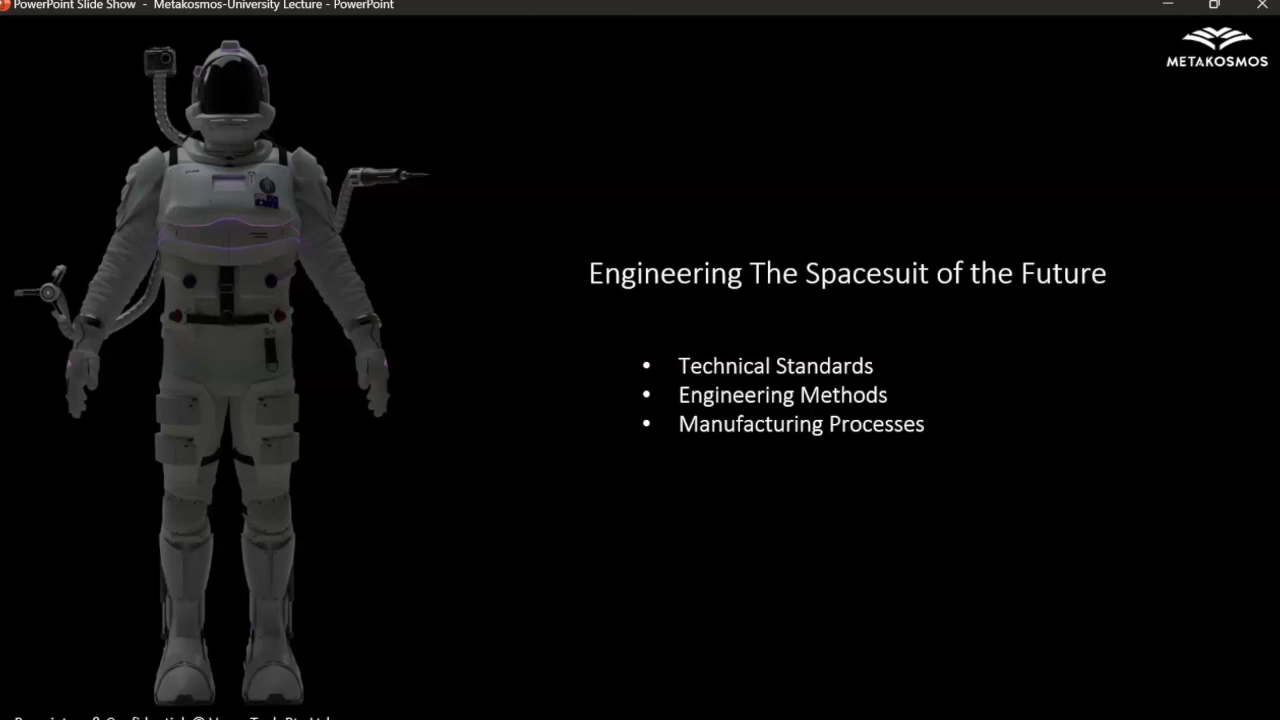 PowerPoint Slide Show - Metakosmos-University Lecture - PowerPoint
METAKOSMOS
Engineering The Spacesuit of the Future
• Technical Standards
• Engineering Methods
• Manufacturing Processes